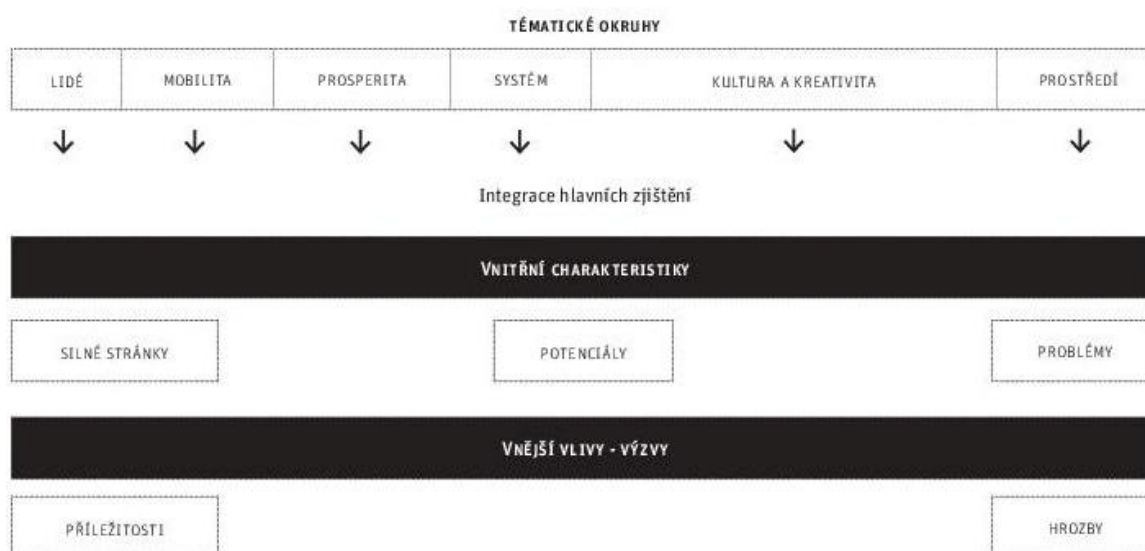 TÉMATICKÉ OKRUHY
LIDÉ MOBILITA PROSPERITA SYSTÉM KULTURA A KREATIVITA PROSTŘEDÍ
Integrace hlavních zjištění
VNITŘNÍ CHARAKTERISTIKY
SILNÉ STRÁNKY POTENCIÁLY PROBLÉMY
VNĚJŠÍ VLIVY - VÝZVY
PŘÍLEŽITOSTI HROZBY